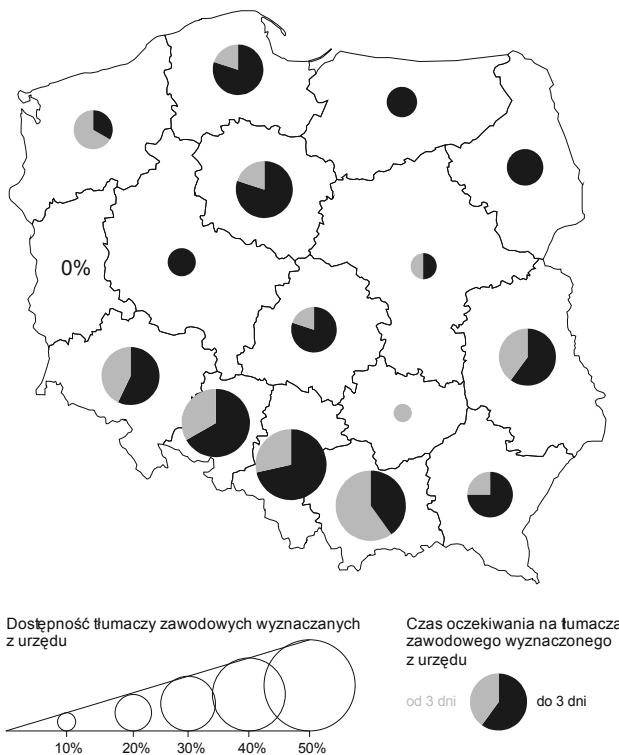 0%
Dostępność tłumaczy zawodowych wyznaczanych
z urzędu
10%
20%
30%
40%
50%
Czas oczekiwania na tłumacza
zawodowego wyznaczonego
z urzędu
od 3 dni
do 3 dni